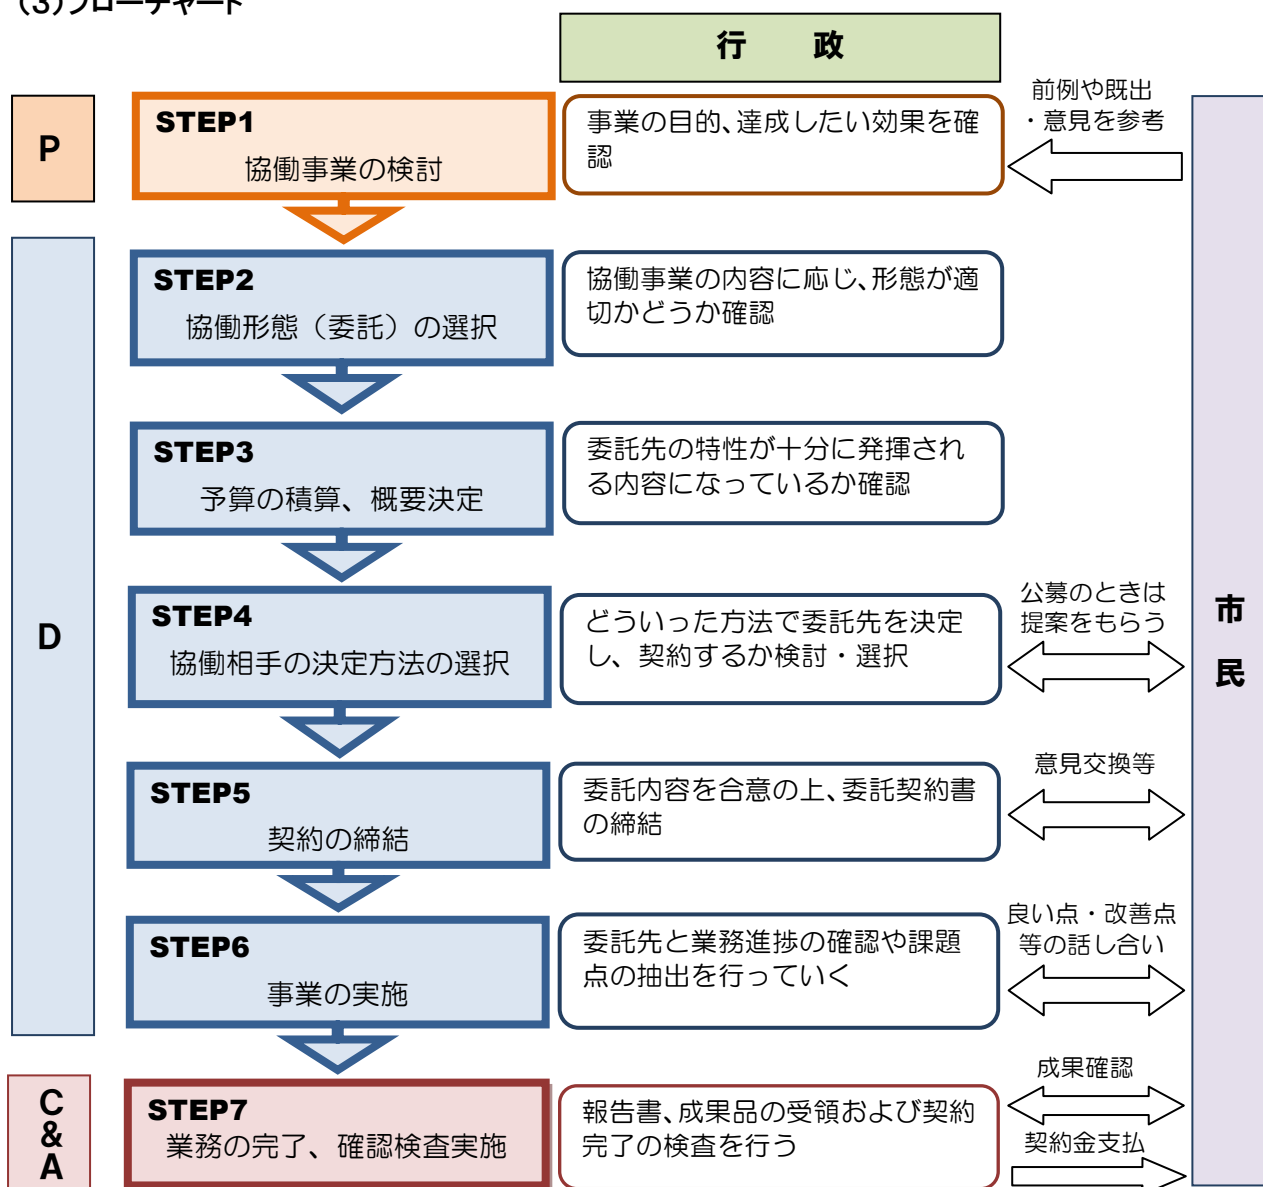 (3)フローチャート
行 政
P
STEP1
協働事業の検討
事業の目的、達成したい効果を確
認
前例や既出
・意見を参考
D
STEP2
協働形態（委託）の選択
協働事業の内容に応じ、形態が適
切かどうか確認
STEP3
予算の積算、概要決定
委託先の特性が十分に発揮され
る内容になっているか確認
STEP4
協働相手の決定方法の選択
どういった方法で委託先を決定
し、契約するか検討・選択
公募のときは
提案をもらう
市
民
STEP5
契約の締結
委託内容を合意の上、委託契約書
の締結
意見交換等
STEP6
事業の実施
委託先と業務進捗の確認や課題
点の抽出を行っていく
良い点・改善点
等の話し合い
C
&
A
STEP7
業務の完了、確認検査実施
報告書、成果品の受領および契約
完了の検査を行う
成果確認
契約金支払